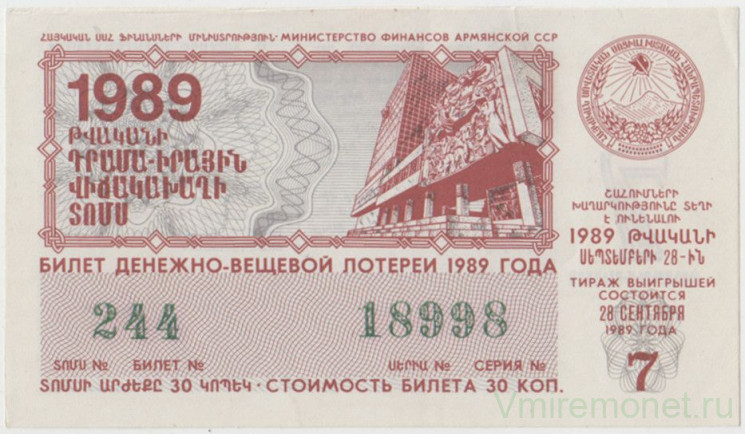 ՀԱՅԿԱԿԱՆ ՍՍՀ ՖԻՆԱՆՍՆԵՐԻ ՄԻՆԻՍՏՐՈՒԹՅՈՒՆ · МИНИСТЕРСТВО ФИНАНСОВ АРМЯНСКОЙ ССР
1989
ԹՎԱԿԱՆԻ
ԴՐԱՄԱ-ԻՐԱՅԻՆ
ՎԻՃԱԿԱԽԱՂԻ
ՏՈՄՍ
БИЛЕТ ДЕНЕЖНО-ВЕЩЕВОЙ ЛОТЕРЕИ 1989 ГОДА
244 18998
ՏՈՄՍ № БИЛЕТ № ՍԵՐԻԱ № СЕРИЯ №
ՏՈՄՍԻ ԱՐԺԵՔԸ 30 ԿՈՊԵԿ · СТОИМОСТЬ БИЛЕТА 30 КОП.
ՇԱՀՈՒՄՆԵՐԻ
ԽԱՂԱՐԿՈՒԹՅՈՒՆԸ ՏԵՂԻ
Է ՈՒՆԵՆԱԼՈՒ
1989 ԹՎԱԿԱՆԻ
ՍԵՊՏԵՄԲԵՐԻ 28-ԻՆ
ТИРАЖ ВЫИГРЫШЕЙ
СОСТОИТСЯ
28 СЕНТЯБРЯ
1989 ГОДА
7
Vmiremonet.ru